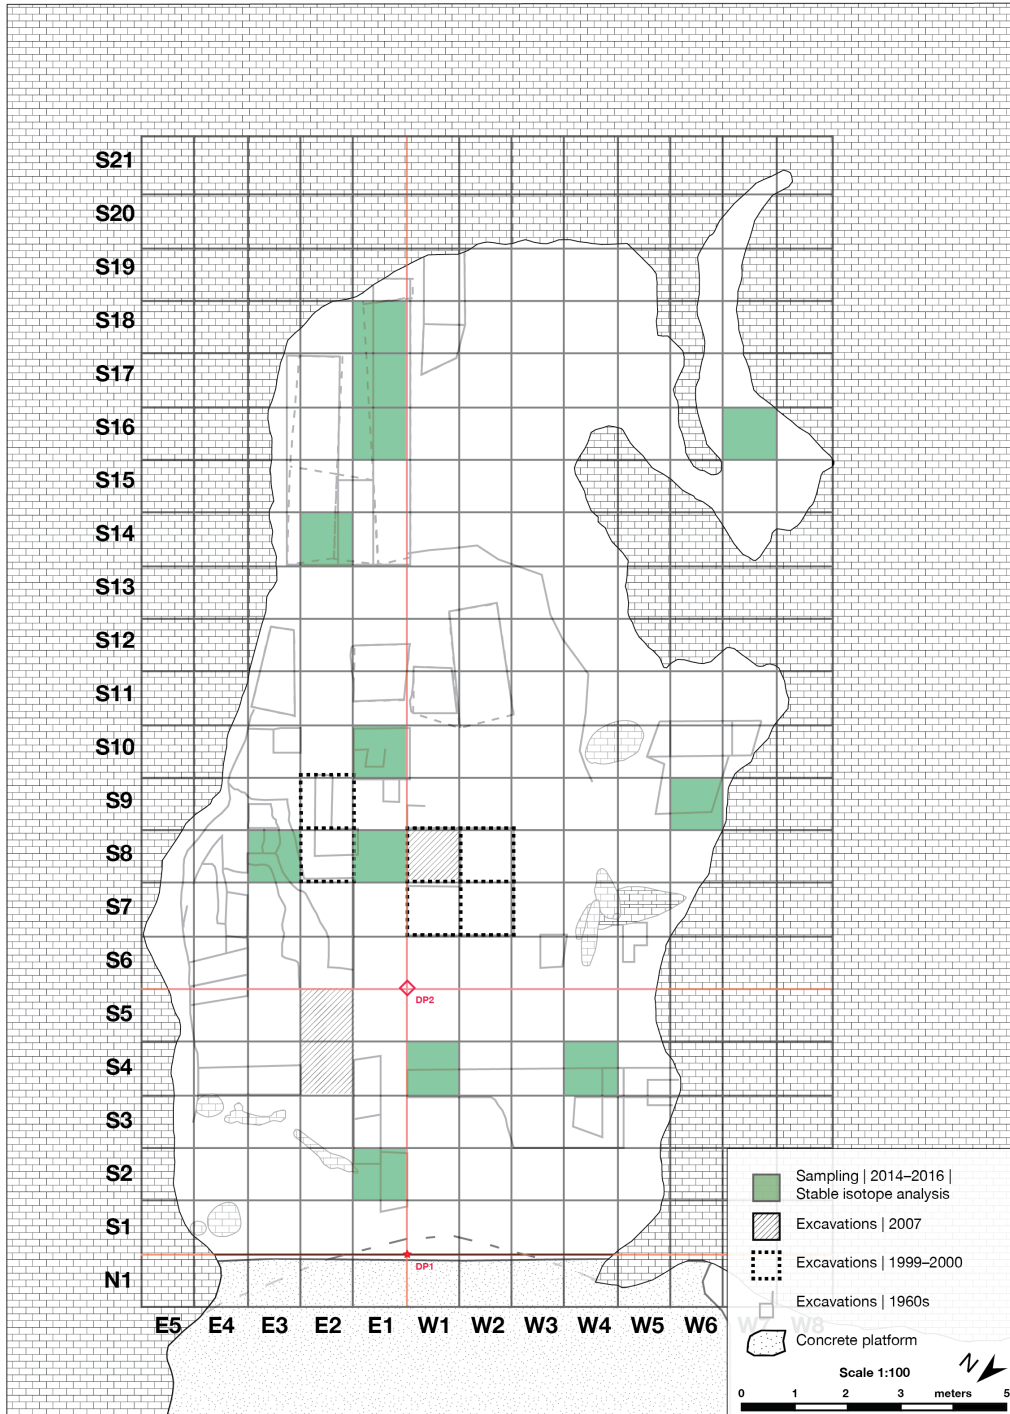 S21
S20
S19
S18
S17
S16
S15
S14
S13
S12
S11
S10
S9
S8
S7
S6
DP2
S5
S4
S3
S2
S1
DP1
N1
E5 E4 E3 E2 E1 W1 W2 W3 W4 W5 W6 W7 W8
Sampling | 2014–2016 |
Stable isotope analysis
Excavations | 2007
Excavations | 1999–2000
Excavations | 1960s
Concrete platform
N
Scale 1:100
0 1 2 3 meters 5